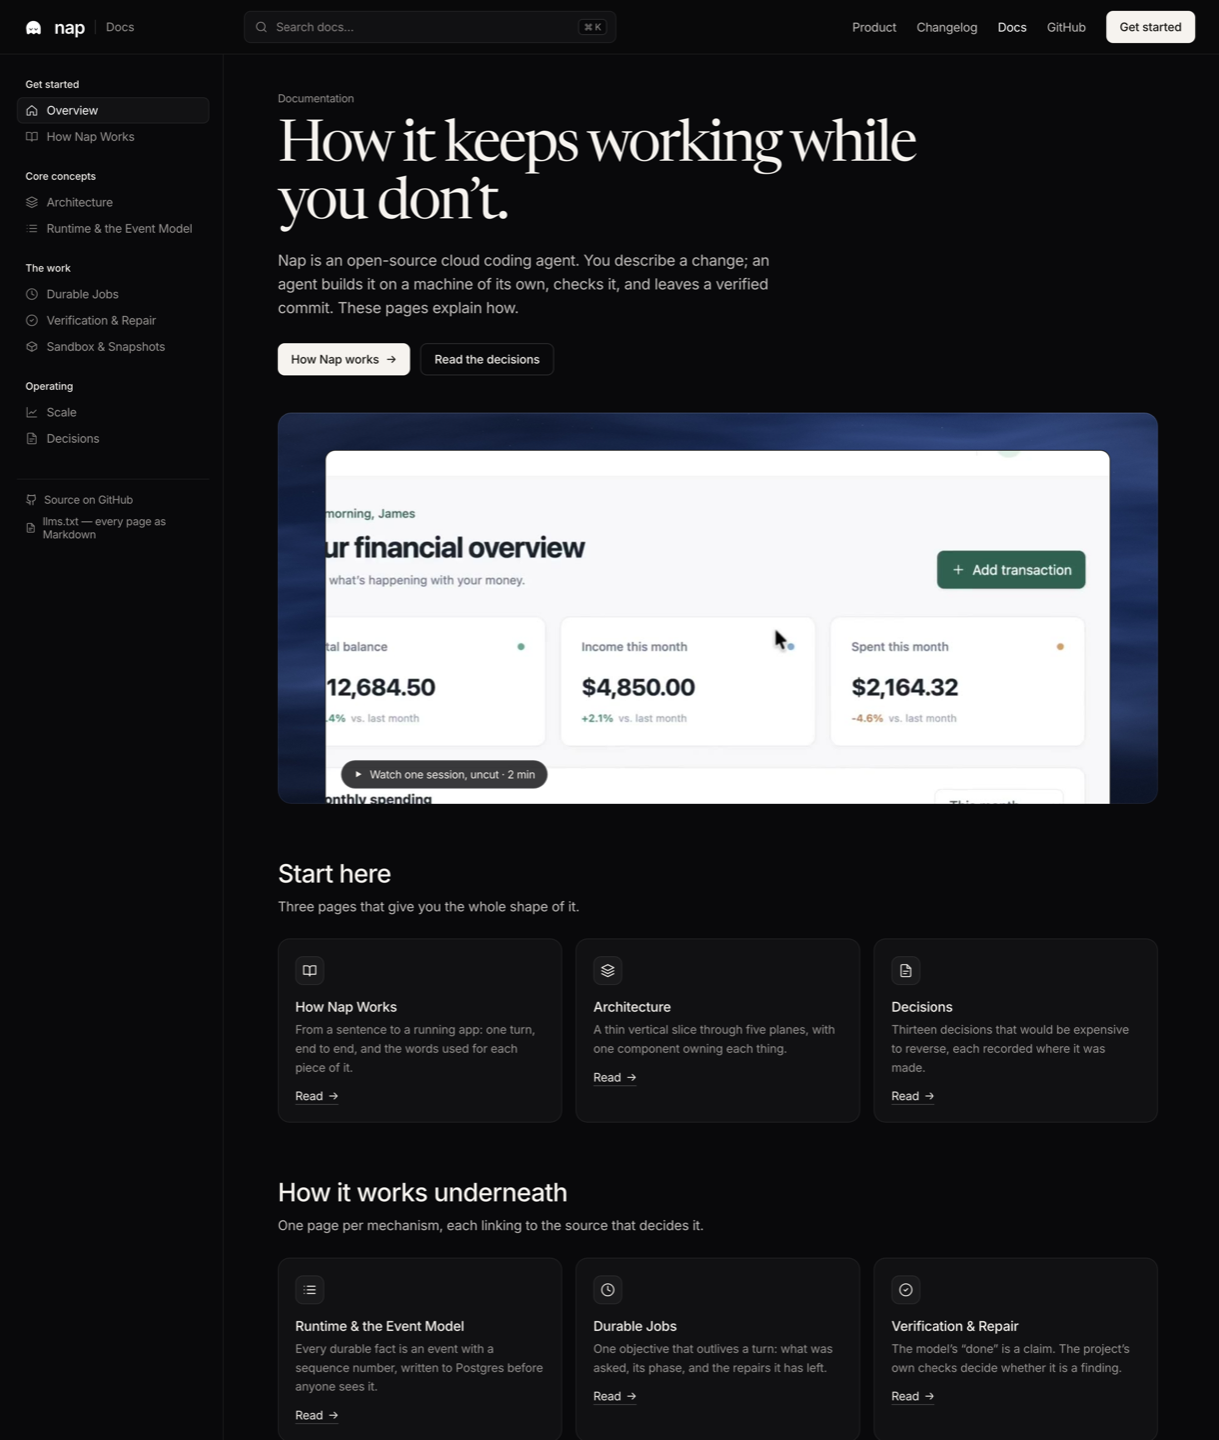 nap
Docs
Search docs...
⌘ K
Product
Changelog
Docs
GitHub
Get started
Get started
Overview
How Nap Works
Core concepts
Architecture
Runtime & the Event Model
The work
Durable Jobs
Verification & Repair
Sandbox & Snapshots
Operating
Scale
Decisions
Source on GitHub
llms.txt — every page as
Markdown
Documentation
How it keeps working while
you don’t.
Nap is an open-source cloud coding agent. You describe a change; an
agent builds it on a machine of its own, checks it, and leaves a verified
commit. These pages explain how.
How Nap works →
Read the decisions
morning, James
ur financial overview
what’s happening with your money.
+ Add transaction
tal balance
12,684.50
.4% vs. last month
Income this month
$4,850.00
+2.1% vs. last month
Spent this month
$2,164.32
-4.6% vs. last month
Watch one session, uncut · 2 min
onthly spending
This month
Start here
Three pages that give you the whole shape of it.
How Nap Works
From a sentence to a running app: one turn,
end to end, and the words used for each
piece of it.
Read →
Architecture
A thin vertical slice through five planes, with
one component owning each thing.
Read →
Decisions
Thirteen decisions that would be expensive
to reverse, each recorded where it was
made.
Read →
How it works underneath
One page per mechanism, each linking to the source that decides it.
Runtime & the Event Model
Every durable fact is an event with a
sequence number, written to Postgres before
anyone sees it.
Read →
Durable Jobs
One objective that outlives a turn: what was
asked, its phase, and the repairs it has left.
Read →
Verification & Repair
The model’s “done” is a claim. The project’s
own checks decide whether it is a finding.
Read →